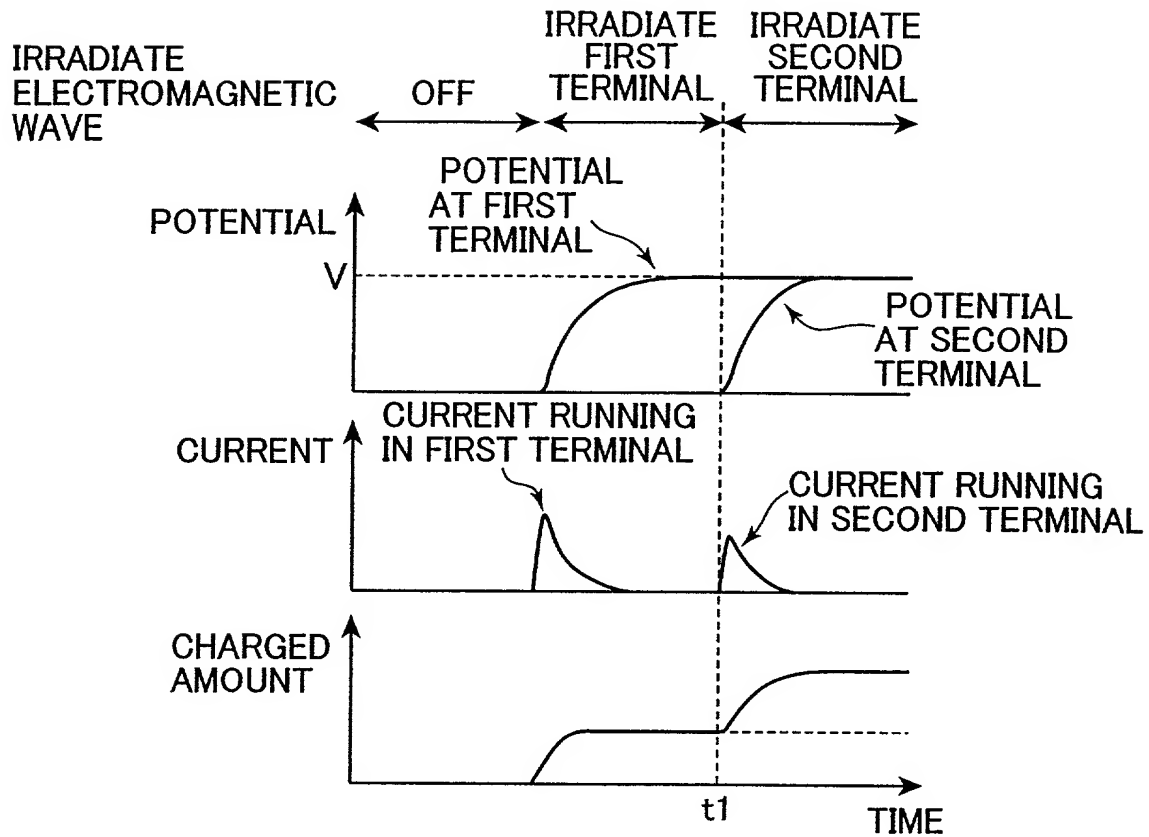 IRRADIATE
ELECTROMAGNETIC
WAVE
OFF
IRRADIATE
FIRST
TERMINAL
IRRADIATE
SECOND
TERMINAL
POTENTIAL
V
POTENTIAL
AT FIRST
TERMINAL
POTENTIAL
AT SECOND
TERMINAL
CURRENT
CURRENT RUNNING
IN FIRST TERMINAL
CURRENT RUNNING
IN SECOND TERMINAL
CHARGED
AMOUNT
t1
TIME